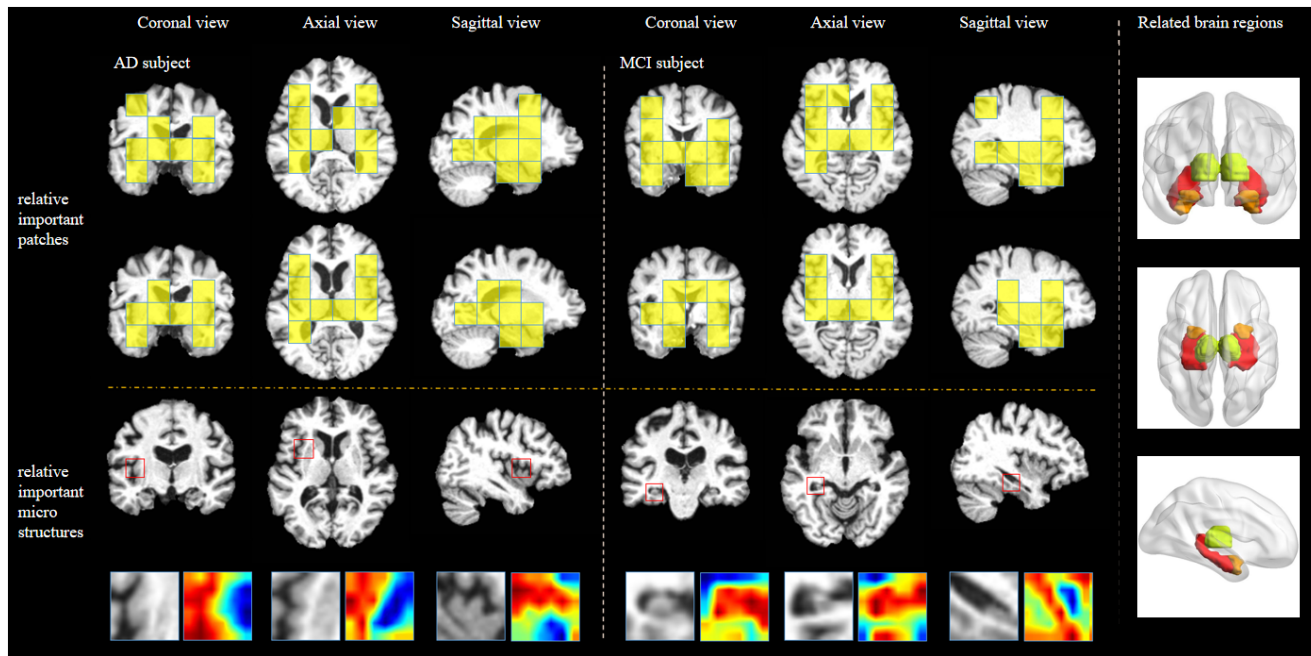 Coronal view
Axial view
Sagittal view
Coronal view
Axial view
Sagittal view
Related brain regions
AD subject
MCI subject
relative
important
patches
relative
important
micro
structures